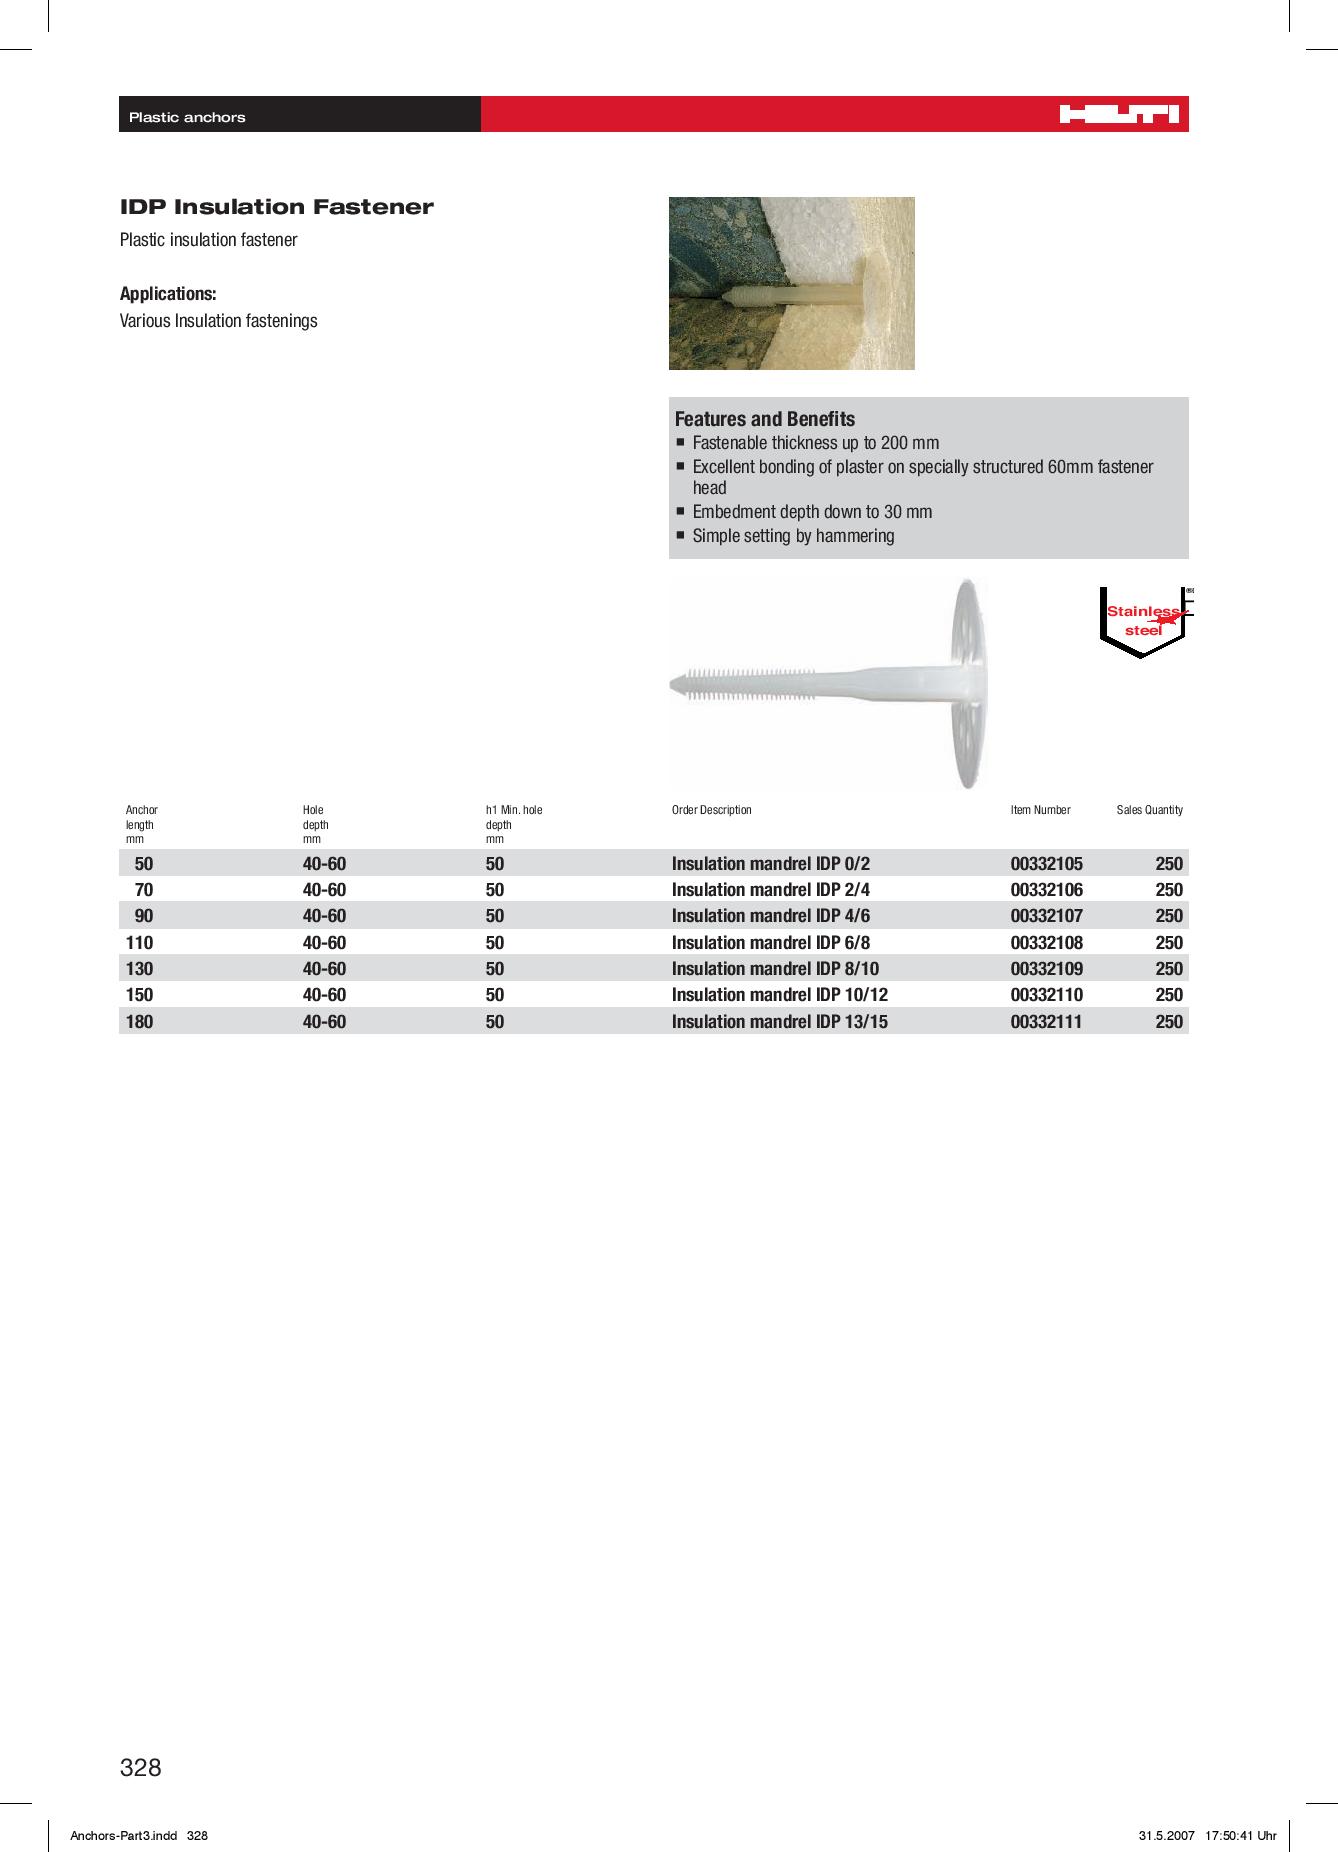 Plastic anchors
HILTI
IDP Insulation Fastener
Plastic insulation fastener
Applications:
Various Insulation fastenings
Features and Benefits
■ Fastenable thickness up to 200 mm
■ Excellent bonding of plaster on specially structured 60mm fastener
head
■ Embedment depth down to 30 mm
■ Simple setting by hammering
Stainless
steel
Anchor length mm Hole depth mm h1 Min. hole depth mm Order Description Item Number Sales Quantity
50 40-60 50 Insulation mandrel IDP 0/2 00332105 250
70 40-60 50 Insulation mandrel IDP 2/4 00332106 250
90 40-60 50 Insulation mandrel IDP 4/6 00332107 250
110 40-60 50 Insulation mandrel IDP 6/8 00332108 250
130 40-60 50 Insulation mandrel IDP 8/10 00332109 250
150 40-60 50 Insulation mandrel IDP 10/12 00332110 250
180 40-60 50 Insulation mandrel IDP 13/15 00332111 250
328
Anchors-Part3.indd 328 31.5.2007 17:50:41 Uhr